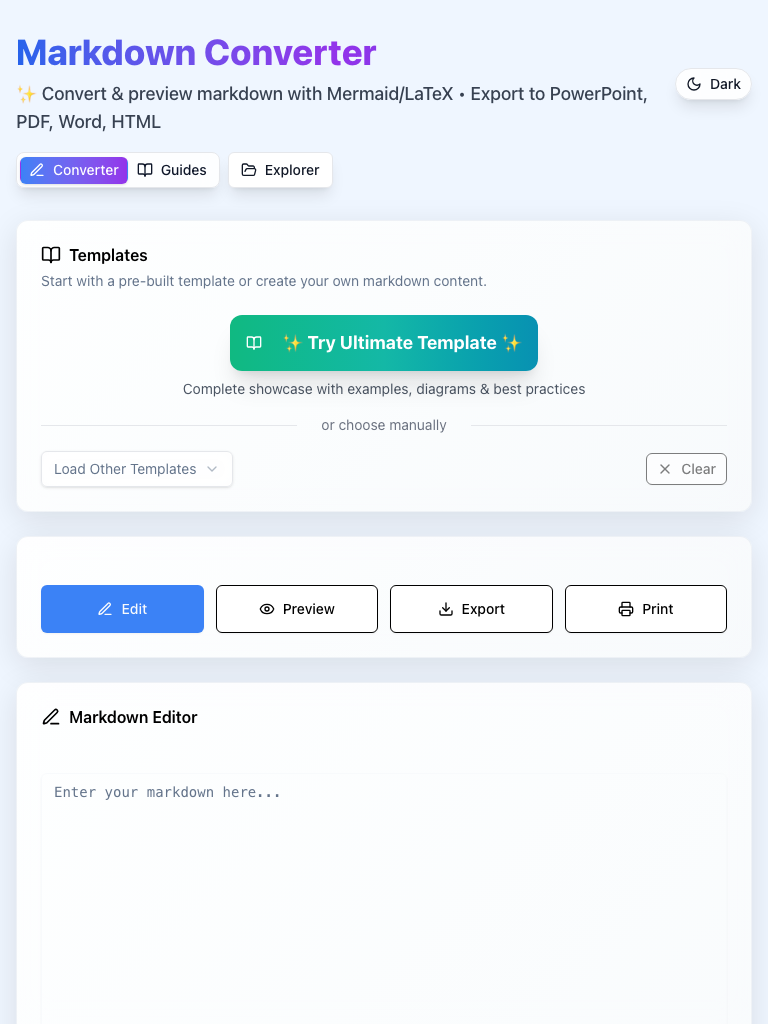 Markdown Converter
✨ Convert & preview markdown with Mermaid/LaTeX • Export to PowerPoint,
PDF, Word, HTML
Dark
Converter Guides Explorer
Templates
Start with a pre-built template or create your own markdown content.
✨ Try Ultimate Template ✨
Complete showcase with examples, diagrams & best practices
or choose manually
Load Other Templates Clear
Edit Preview Export Print
Markdown Editor
Enter your markdown here...